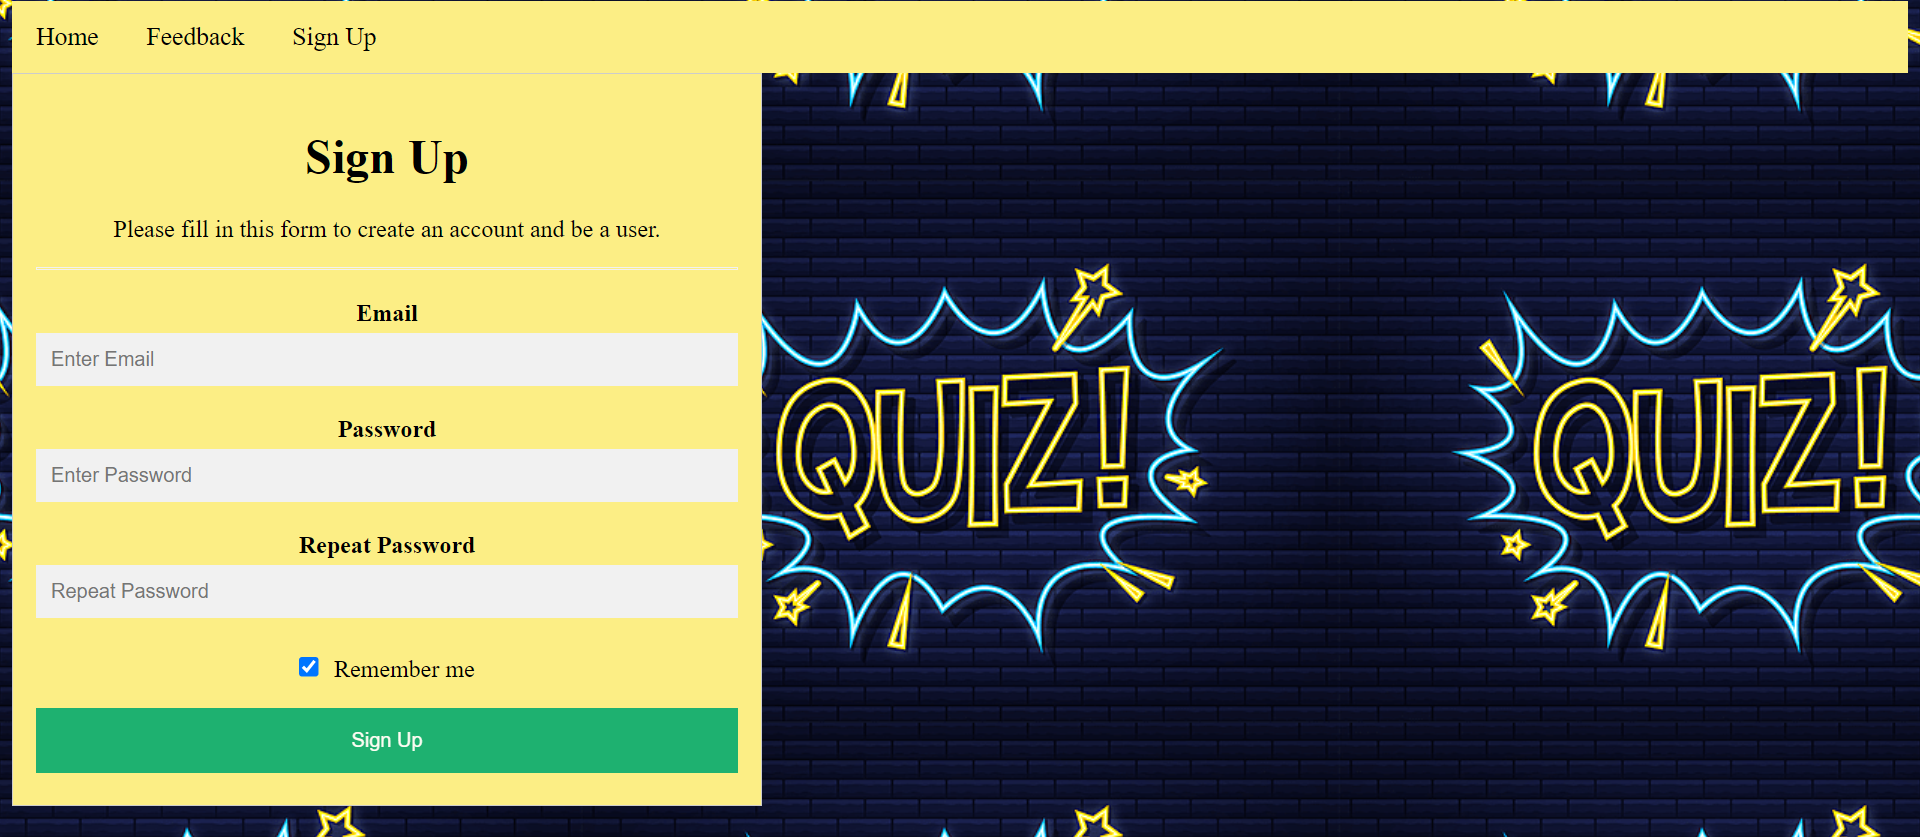 Home Feedback Sign Up
Sign Up
Please fill in this form to create an account and be a user.
Email
Enter Email
Password
Enter Password
Repeat Password
Repeat Password
Remember me
Sign Up
QUIZ!
QUIZ!